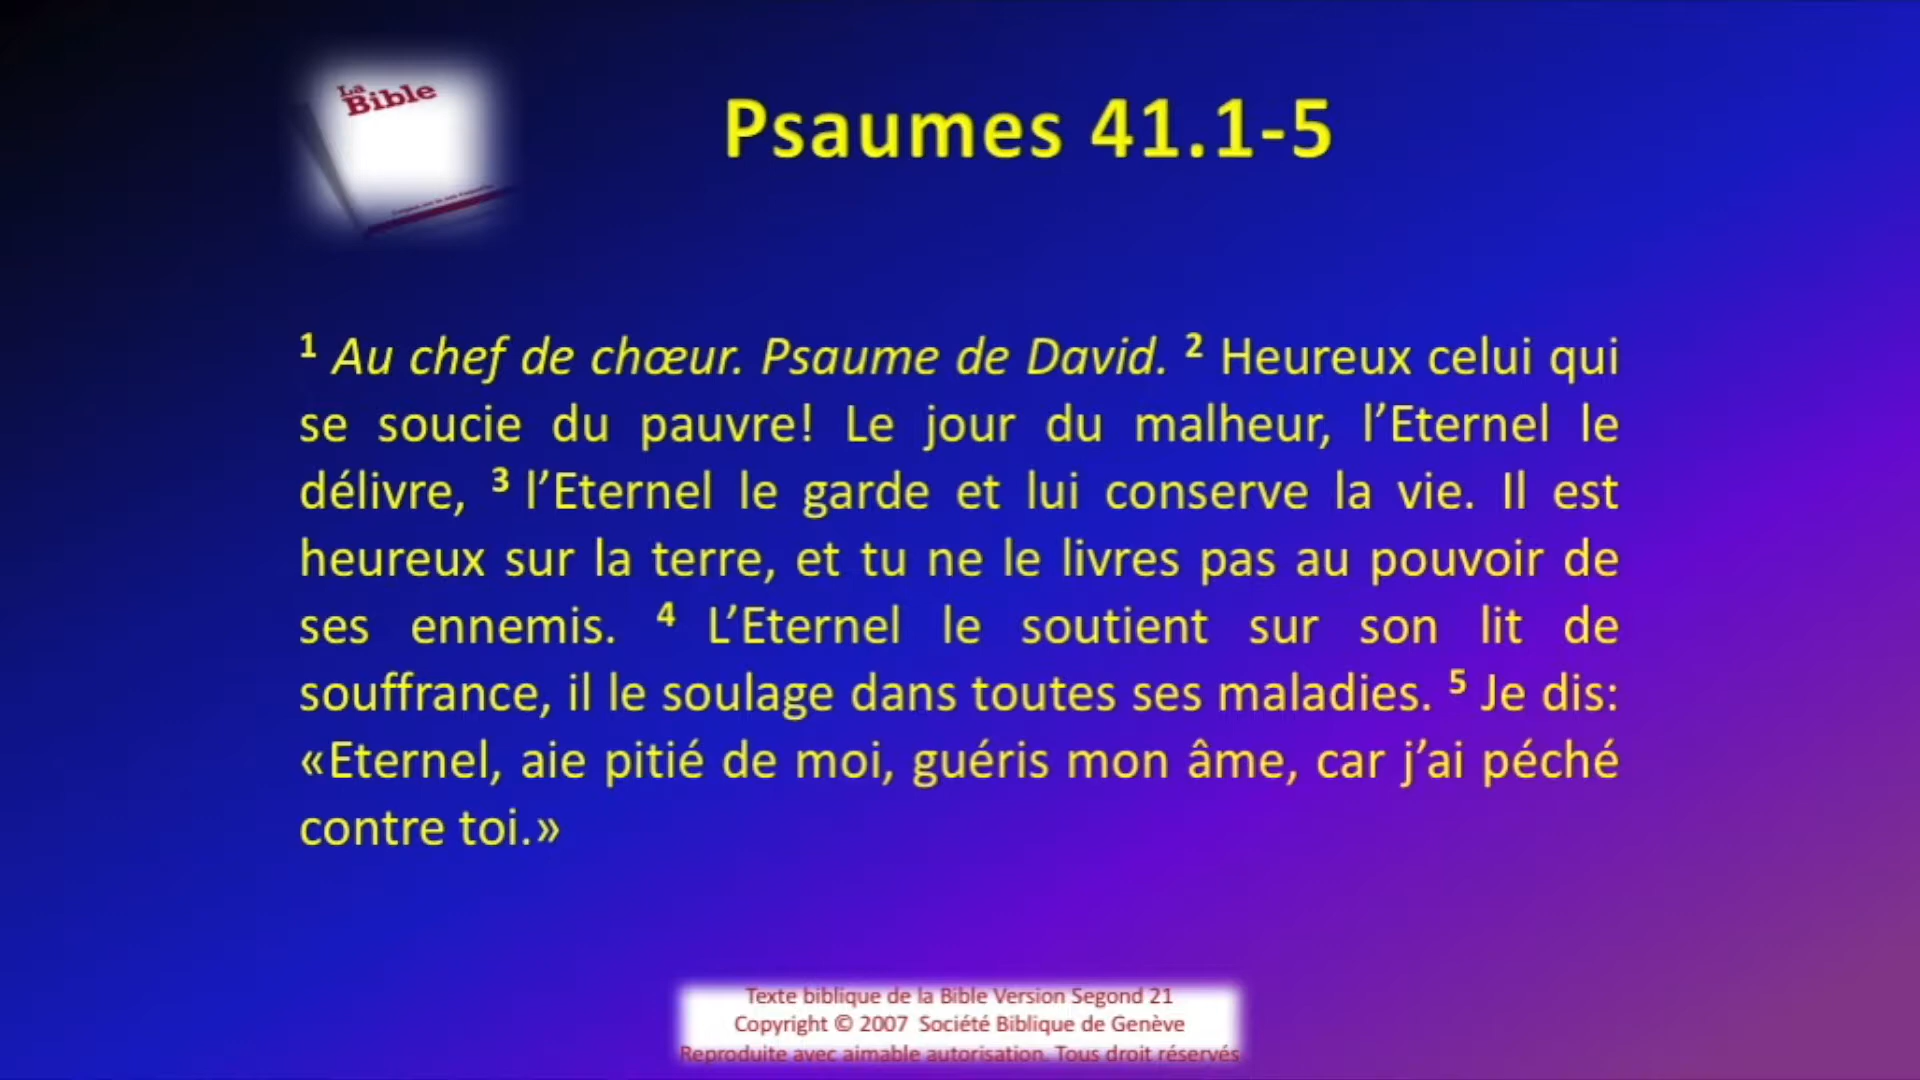 La
Bible
Psaumes 41.1-5
1 Au chef de chœur. Psaume de David. 2 Heureux celui qui
se soucie du pauvre! Le jour du malheur, l’Eternel le
délivre, 3 l’Eternel le garde et lui conserve la vie. Il est
heureux sur la terre, et tu ne le livres pas au pouvoir de
ses ennemis. 4 L’Eternel le soutient sur son lit de
souffrance, il le soulage dans toutes ses maladies. 5 Je dis:
«Eternel, aie pitié de moi, guéris mon âme, car j’ai péché
contre toi.»
Texte biblique de la Bible Version Segond 21
Copyright © 2007 Société Biblique de Genève
Reproduite avec aimable autorisation. Tous droit réservés